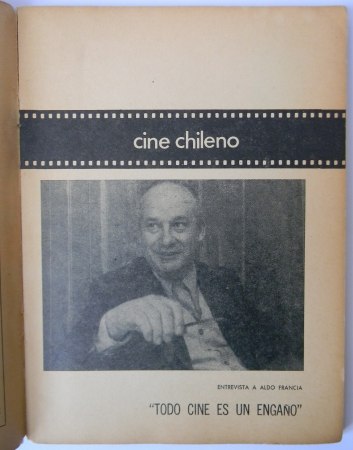 cine chileno
ENTREVISTA A ALDO FRANCIA
"TODO CINE ES UN ENGAÑO"